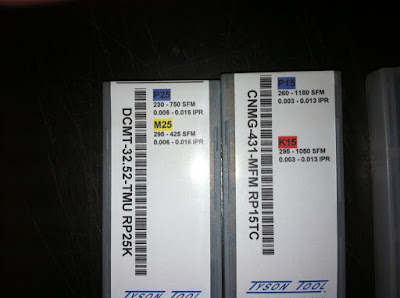 P25
230 - 750 SFM
0.006 - 0.016 IPR
M25
295 - 425 SFM
0.006 - 0.016 IPR
DCMT-32.52-TMU RP25K
TYSON TOOL
P15
260 - 1180 SFM
0.003 - 0.013 IPR
K15
295 - 1050 SFM
0.003 - 0.013 IPR
CNMG-431-MFM RP15TC
TYSON TOOL